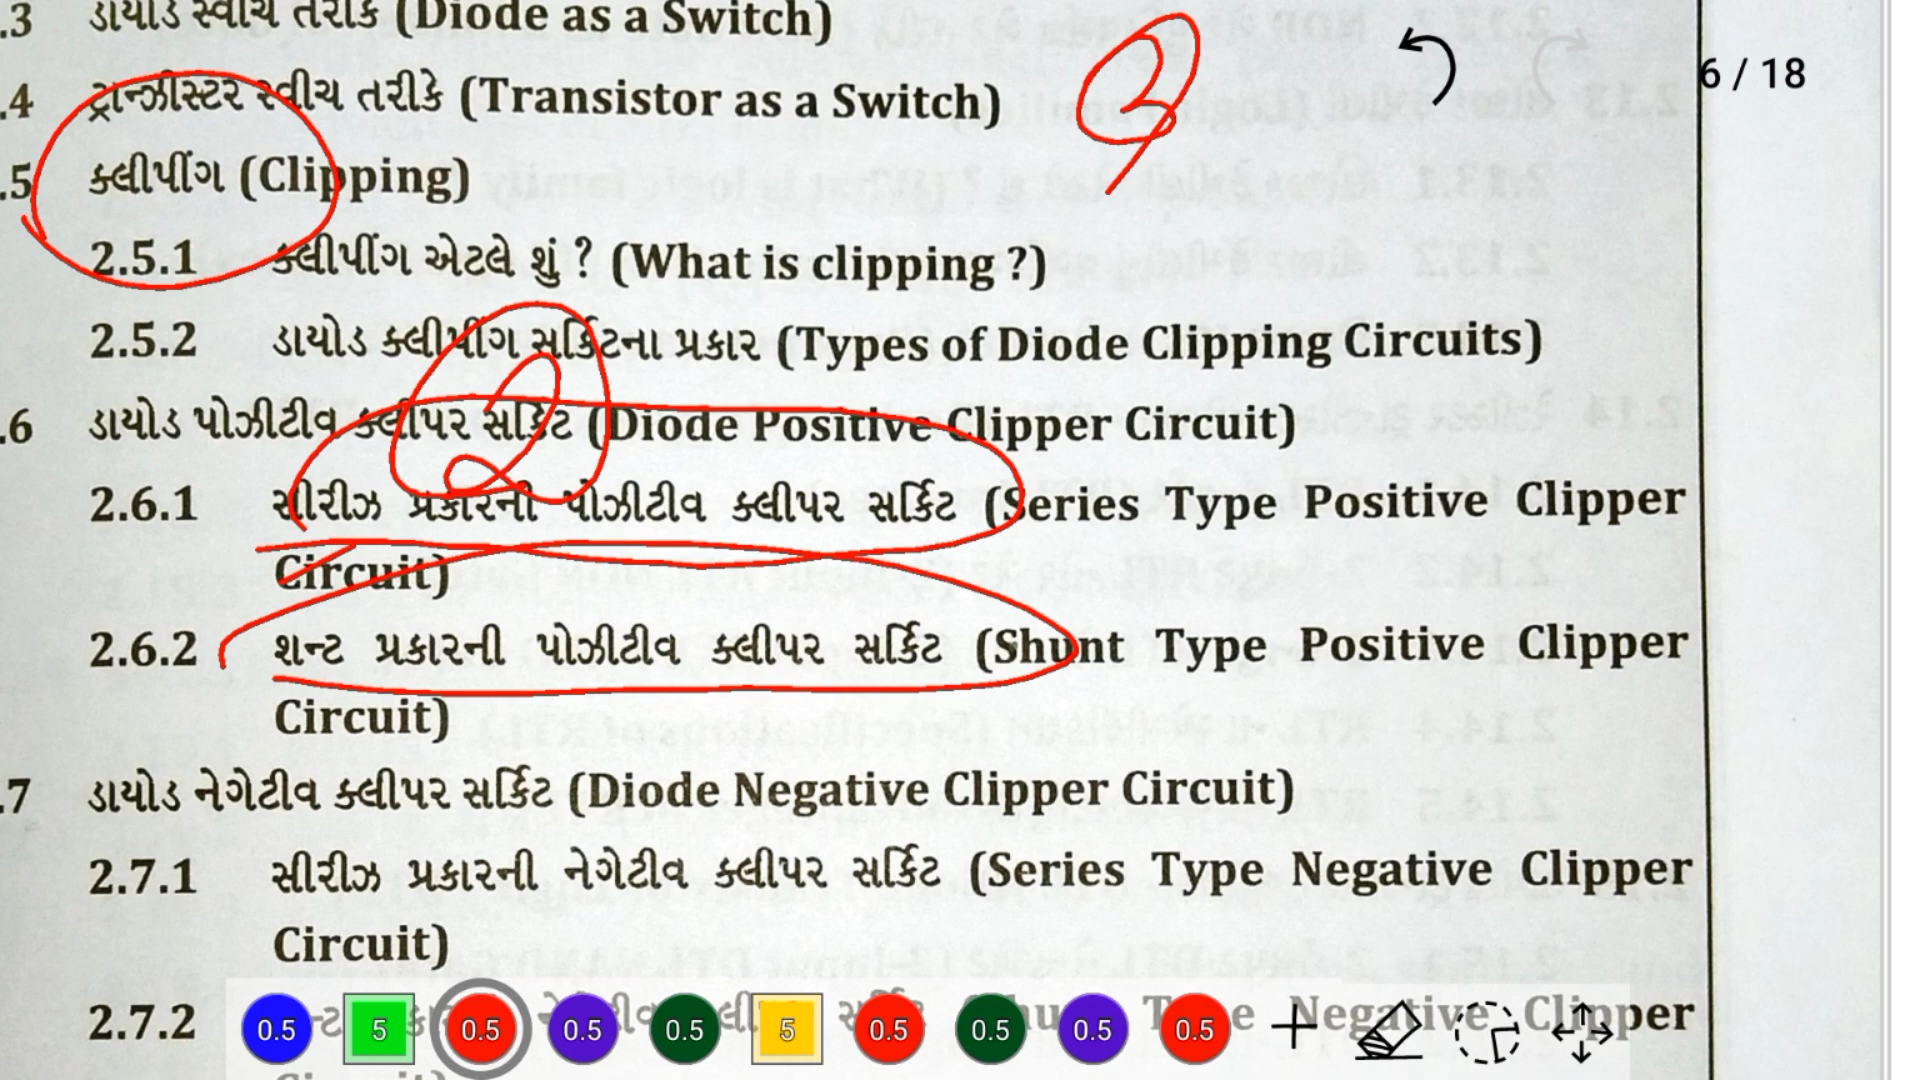 .3 ડાયોડ સ્વીચ તરીકે (Diode as a Switch)
6 / 18
.4 ટ્રાન્ઝીસ્ટર સ્વીચ તરીકે (Transistor as a Switch)
.5 ક્લીપીંગ (Clipping)
2.5.1 ક્લીપીંગ એટલે શું ? (What is clipping ?)
2.5.2 ડાયોડ ક્લીપીંગ સર્કિટના પ્રકાર (Types of Diode Clipping Circuits)
.6 ડાયોડ પોઝીટીવ ક્લીપર સર્કિટ (Diode Positive Clipper Circuit)
2.6.1 સીરીઝ પ્રકારની પોઝીટીવ ક્લીપર સર્કિટ (Series Type Positive Clipper
Circuit)
2.6.2 શન્ટ પ્રકારની પોઝીટીવ ક્લીપર સર્કિટ (Shunt Type Positive Clipper
Circuit)
.7 ડાયોડ નેગેટીવ ક્લીપર સર્કિટ (Diode Negative Clipper Circuit)
2.7.1 સીરીઝ પ્રકારની નેગેટીવ ક્લીપર સર્કિટ (Series Type Negative Clipper
Circuit)
2.7.2 Negative Clipper
0.5 5 0.5 0.5 0.5 5 0.5 0.5 0.5 0.5